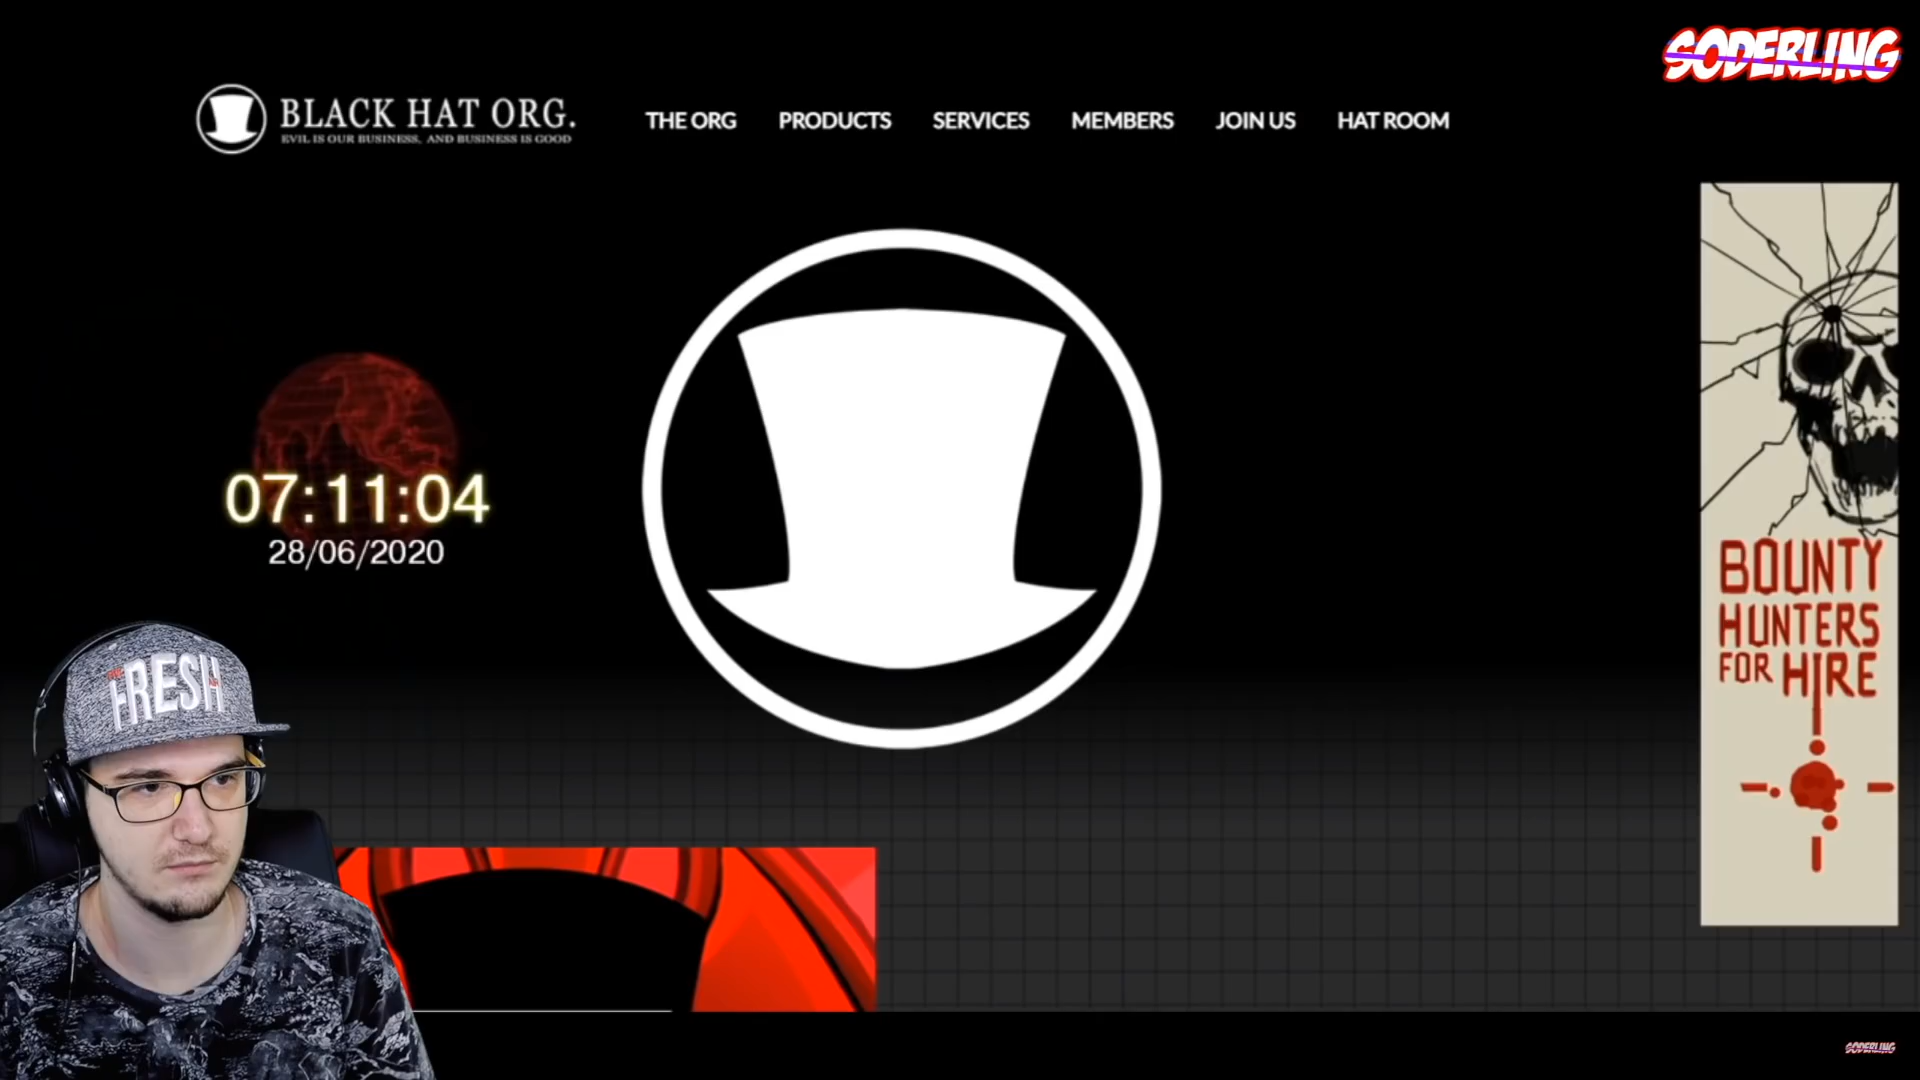 SODERLING
BLACK HAT ORG.
EVIL IS OUR BUSINESS, AND BUSINESS IS GOOD
THE ORG
PRODUCTS
SERVICES
MEMBERS
JOIN US
HAT ROOM
07:11:04
28/06/2020
BOUNTY
HUNTERS
FOR HIRE
FRESH
SODERLING